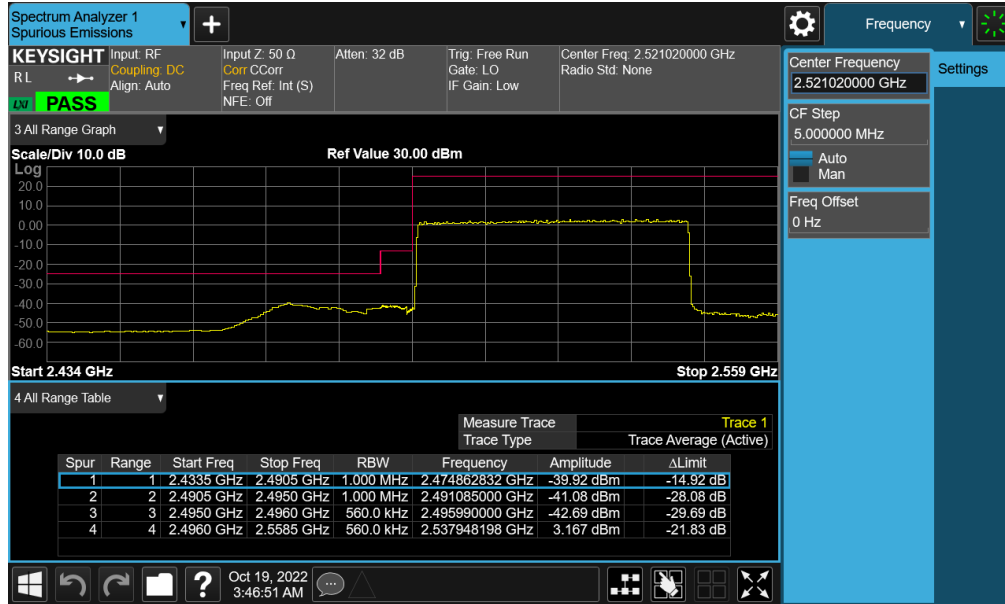 Spectrum Analyzer 1
Spurious Emissions
+
Frequency
KEYSIGHT
R L
LXI PASS
Input: RF
Coupling: DC
Align: Auto
Input Z: 50 Ω
Corr CCorr
Freq Ref: Int (S)
NFE: Off
Atten: 32 dB
Trig: Free Run
Gate: LO
IF Gain: Low
Center Freq: 2.521020000 GHz
Radio Std: None
Center Frequency
2.521020000 GHz
Settings
CF Step
5.000000 MHz
Auto
Man
Freq Offset
0 Hz
3 All Range Graph
Scale/Div 10.0 dB
Ref Value 30.00 dBm
Log
20.0
10.0
0.00
-10.0
-20.0
-30.0
-40.0
-50.0
-60.0
Start 2.434 GHz
Stop 2.559 GHz
4 All Range Table
Measure Trace Trace 1
Trace Type Trace Average (Active)
Spur Range Start Freq Stop Freq RBW Frequency Amplitude ΔLimit
1 1 2.4335 GHz 2.4905 GHz 1.000 MHz 2.474862832 GHz -39.92 dBm -14.92 dB
2 2 2.4905 GHz 2.4950 GHz 1.000 MHz 2.491085000 GHz -41.08 dBm -28.08 dB
3 3 2.4950 GHz 2.4960 GHz 560.0 kHz 2.495990000 GHz -42.69 dBm -29.69 dB
4 4 2.4960 GHz 2.5585 GHz 560.0 kHz 2.537948198 GHz 3.167 dBm -21.83 dB
?
Oct 19, 2022
3:46:51 AM